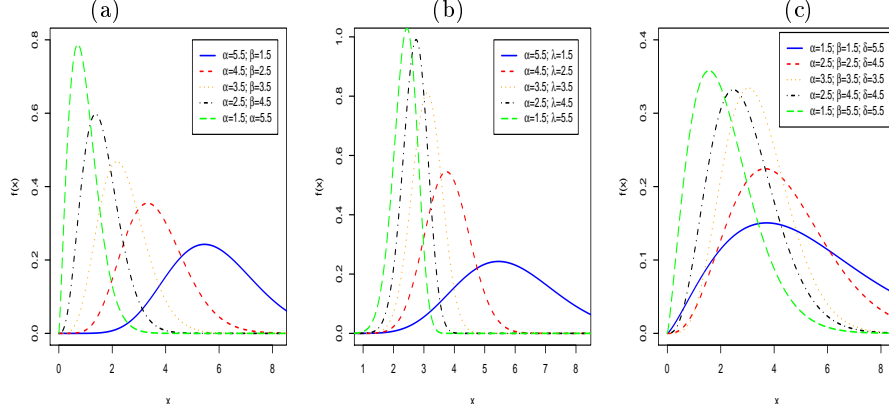 (a)
α=5.5; β=1.5
α=4.5; β=2.5
α=3.5; β=3.5
α=2.5; β=4.5
α=1.5; α=5.5
f(x)
0.0
0.2
0.4
0.6
0.8
0 2 4 6 8
x
(b)
α=5.5; λ=1.5
α=4.5; λ=2.5
α=3.5; λ=3.5
α=2.5; λ=4.5
α=1.5; λ=5.5
f(x)
0.0
0.2
0.4
0.6
0.8
1.0
1 2 3 4 5 6 7 8
x
(c)
α=1.5; β=1.5; δ=5.5
α=2.5; β=2.5; δ=4.5
α=3.5; β=3.5; δ=3.5
α=2.5; β=4.5; δ=4.5
α=1.5; β=5.5; δ=5.5
f(x)
0.0
0.1
0.2
0.3
0.4
0 2 4 6 8
x